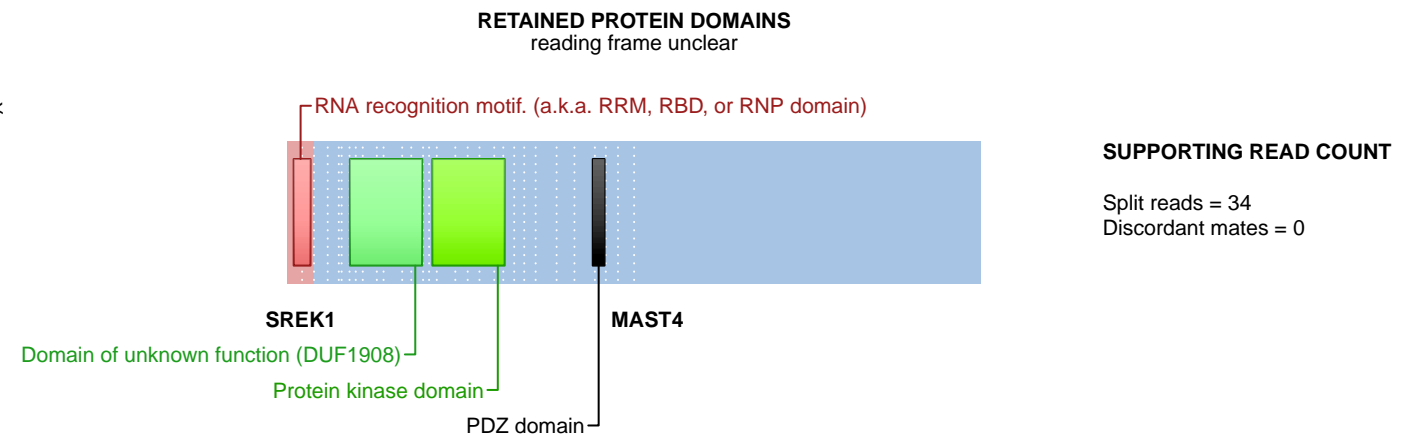 RETAINED PROTEIN DOMAINS
reading frame unclear
RNA recognition motif. (a.k.a. RRM, RBD, or RNP domain)
SUPPORTING READ COUNT
Split reads = 34
Discordant mates = 0
SREK1
MAST4
Domain of unknown function (DUF1908)
Protein kinase domain
PDZ domain